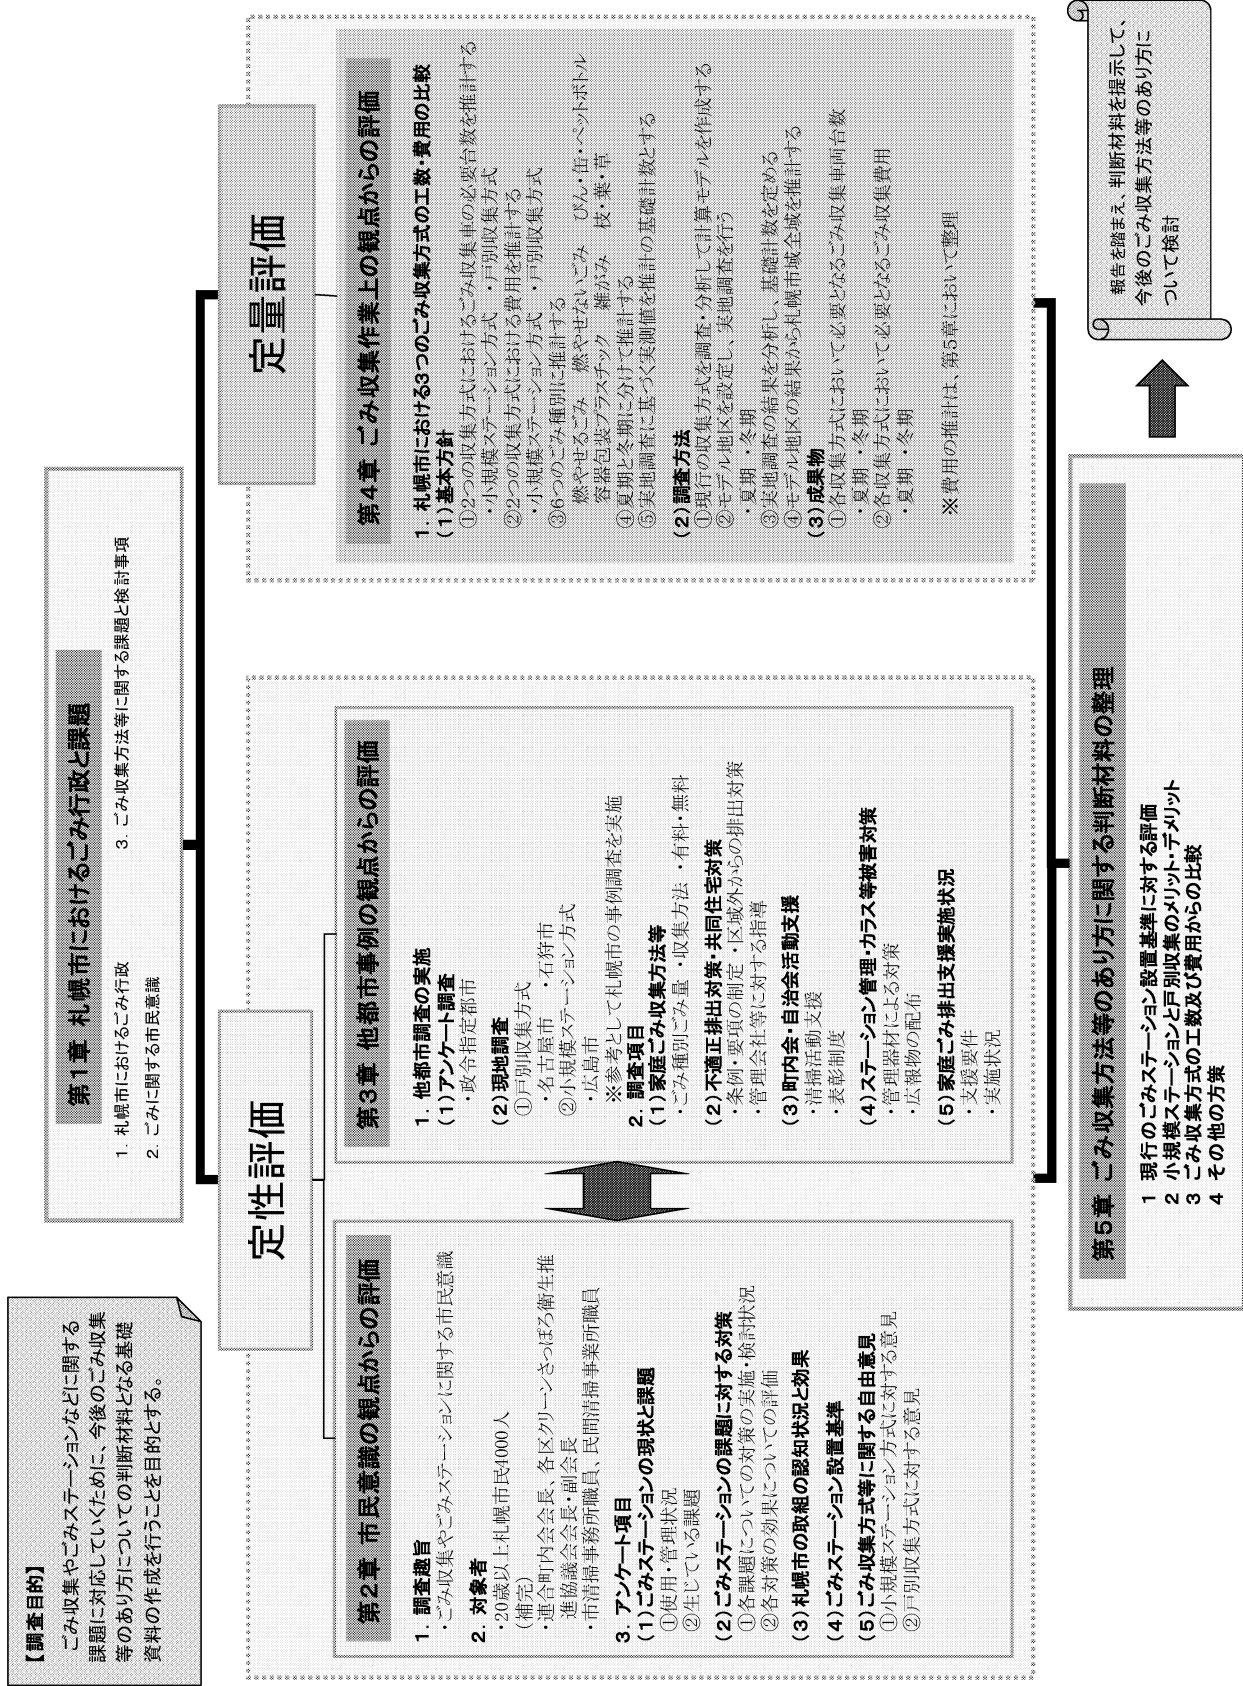 【調査目的】
ごみ収集やごみステーションなどに関する
課題に対応していくために、今後のごみ収集
等のあり方についての判断材料となる基礎
資料の作成を行うことを目的とする。
第1章 札幌市におけるごみ行政と課題
1. 札幌市におけるごみ行政
2. ごみに関する市民意識
3. ごみ収集方法等に関する課題と検討事項
定性評価
定量評価
第2章 市民意識の観点からの評価
1. 調査趣旨
・ごみ収集やごみステーションに関する市民意識
2. 対象者
・20歳以上札幌市民4000人
(補完)
・連合町内会会長、各区クリーンさっぽろ衛生推
進協議会会長・副会長
・市清掃事務所職員、民間清掃事業所職員
3. アンケート項目
(1)ごみステーションの現状と課題
①使用・管理状況
②生じている課題
(2)ごみステーションの課題に対する対策
①各課題についての対策の実施・検討状況
②各対策の効果についての評価
(3)札幌市の取組の認知状況と効果
(4)ごみステーション設置基準
(5)ごみ収集方式等に関する自由意見
①小規模ステーション方式に対する意見
②戸別収集方式に対する意見
第3章 他都市事例の観点からの評価
1. 他都市調査の実施
(1)アンケート調査
・政令指定都市
(2)現地調査
①戸別収集方式
・名古屋市 ・石狩市
②小規模ステーション方式
・広島市
※参考として札幌市の事例調査を実施
2. 調査項目
(1)家庭ごみ収集方法等
・ごみ種別ごみ量・収集方法 ・有料・無料
(2)不適正排出対策・共同住宅対策
・条例・要項の制定 ・区域外からの排出対策
・管理会社等に対する指導
(3)町内会・自治会活動支援
・清掃活動支援
・表彰制度
(4)ステーション管理・カラス等被害対策
・管理器材による対策
・広報物の配布
(5)家庭ごみ排出支援実施状況
・支援要件
・実施状況
第4章 ごみ収集作業上の観点からの評価
1. 札幌市における3つのごみ収集方式の工数・費用の比較
(1)基本方針
①2つの収集方式におけるごみ収集車の必要台数を推計する
・小規模ステーション方式 ・戸別収集方式
②2つの収集方式における費用を推計する
・小規模ステーション方式 ・戸別収集方式
③6つのごみ種別に推計する
燃やせるごみ 燃やせないごみ びん・缶・ペットボトル
容器包装プラスチック 雑がみ 枝・葉・草
④夏期と冬期に分けて推計する
⑤実地調査に基づく実測値を推計の基礎計数とする
(2)調査方法
①現行の収集方式を調査・分析して計算モデルを作成する
②モデル地区を設定し、実地調査を行う
・夏期 ・冬期
③実地調査の結果を分析し、基礎計数を定める
④モデル地区の結果から札幌市域全域を推計する
(3)成果物
①各収集方式において必要となるごみ収集車両台数
・夏期 ・冬期
②各収集方式において必要となるごみ収集費用
・夏期 ・冬期
※費用の推計は、第5章において整理
第5章 ごみ収集方法等のあり方に関する判断材料の整理
1 現行のごみステーション設置基準に対する評価
2 小規模ステーションと戸別収集のメリット・デメリット
3 ごみ収集方式の工数及び費用からの比較
4 その他の方策
報告を踏まえ、判断材料を提示して、
今後のごみ収集方法等のあり方に
ついて検討